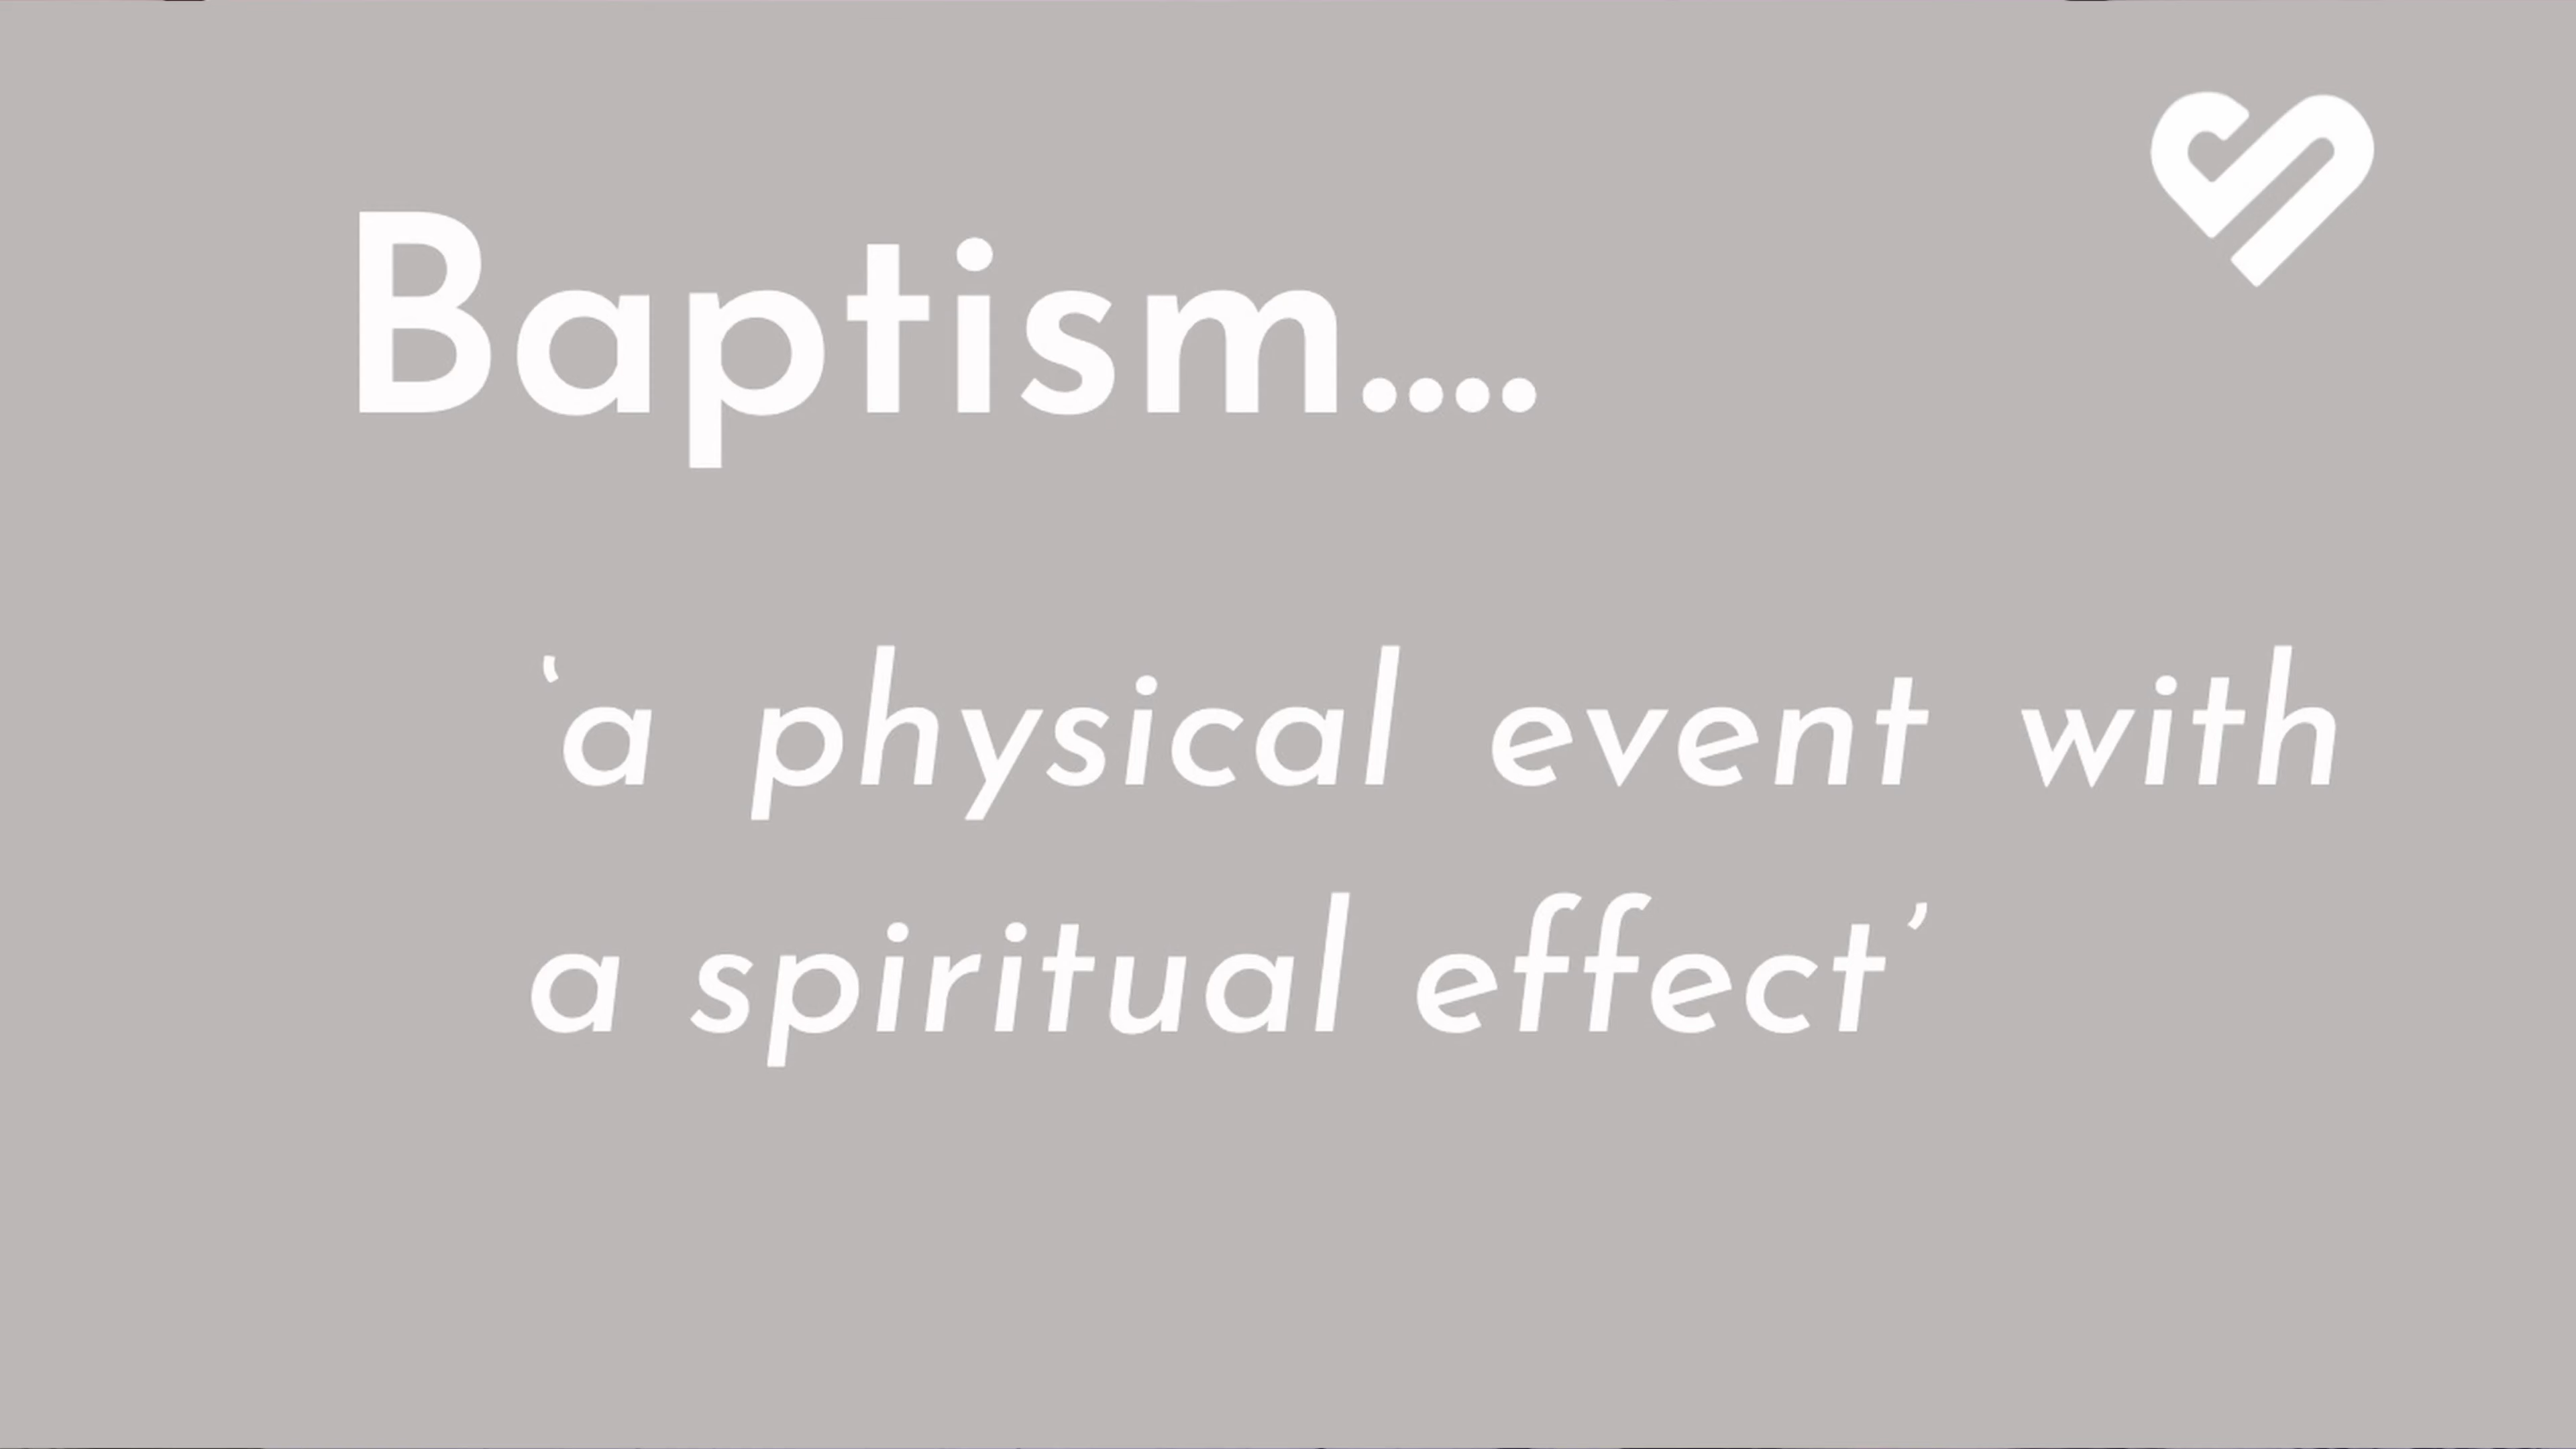 Baptism....
‘a physical event with
a spiritual effect’